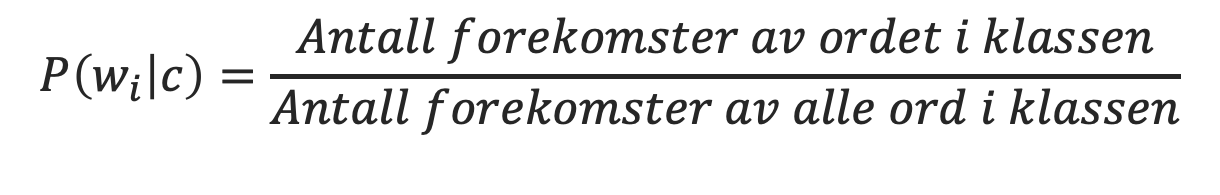 Antall forekomster av ordet i klassen
P(wᵢ|c) =
Antall forekomster av alle ord i klassen